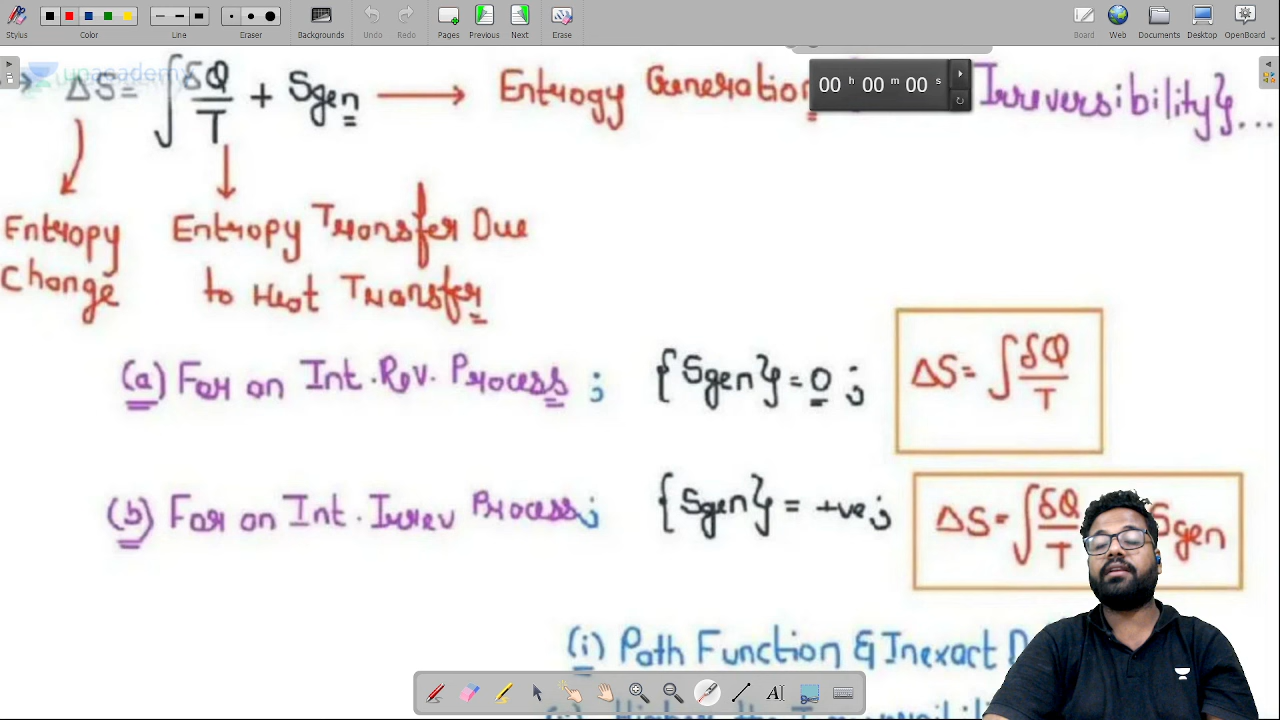 Stylus Color Line Eraser Backgrounds Undo Redo Pages Previous Next Erase Board Web Documents Desktop OpenBoard
unacademy
00 h 00 m 00 s
ΔS = ∫ δQ/T + Sgen → Entropy Generation Irreversibility}...
Entropy Change
Entropy Transfer Due
to Heat Transfer
(a) For an Int. Rev. Process ; {Sgen} = 0 ; ΔS = ∫ δQ/T
(b) For an Int. Irrev Process ; {Sgen} = +ve ; ΔS = ∫ δQ/T Sgen
(i) Path Function & Inexact